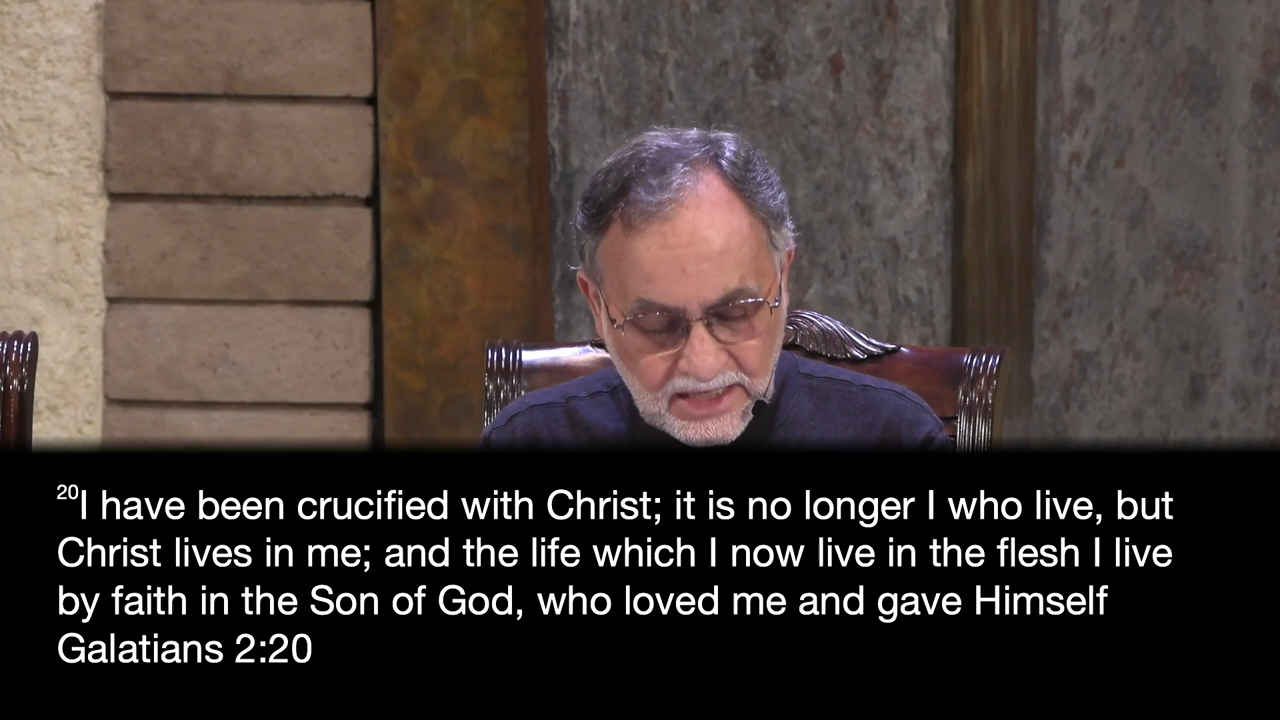 20I have been crucified with Christ; it is no longer I who live, but
Christ lives in me; and the life which I now live in the flesh I live
by faith in the Son of God, who loved me and gave Himself
Galatians 2:20